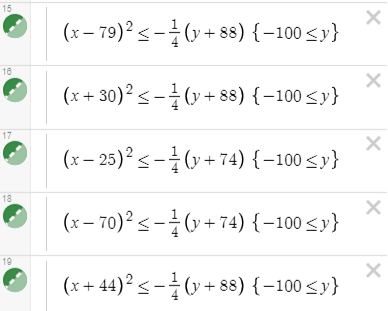 15
(x − 79)² ≤ −1/4 (y + 88) {−100 ≤ y}
16
(x + 30)² ≤ −1/4 (y + 88) {−100 ≤ y}
17
(x − 25)² ≤ −1/4 (y + 74) {−100 ≤ y}
18
(x − 70)² ≤ −1/4 (y + 74) {−100 ≤ y}
19
(x + 44)² ≤ −1/4 (y + 88) {−100 ≤ y}